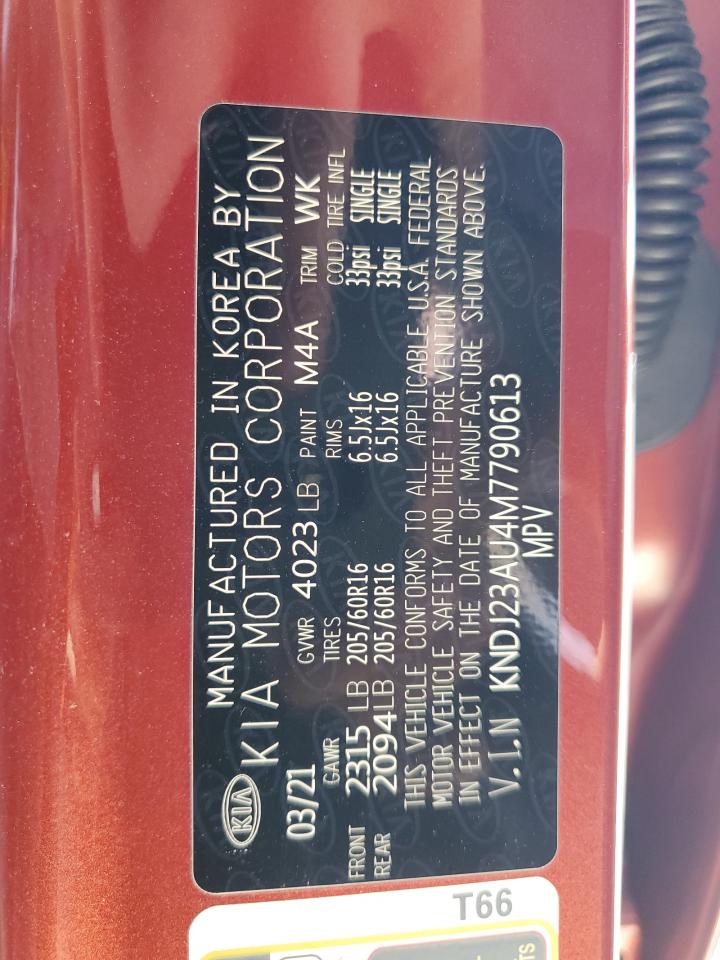 KIA
MANUFACTURED IN KOREA BY
KIA MOTORS CORPORATION
03/21 GVWR 4023 LB PAINT M4A TRIM WK
GAWR TIRES RIMS COLD TIRE INFL
FRONT 2315 LB 205/60R16 6.5Jx16 33psi SINGLE
REAR 2094LB 205/60R16 6.5Jx16 33psi SINGLE
THIS VEHICLE CONFORMS TO ALL APPLICABLE U.S.A. FEDERAL
MOTOR VEHICLE SAFETY AND THEFT PREVENTION STANDARDS
IN EFFECT ON THE DATE OF MANUFACTURE SHOWN ABOVE.
V.I.N KNDJ23AU4M7790613
MPV
T66